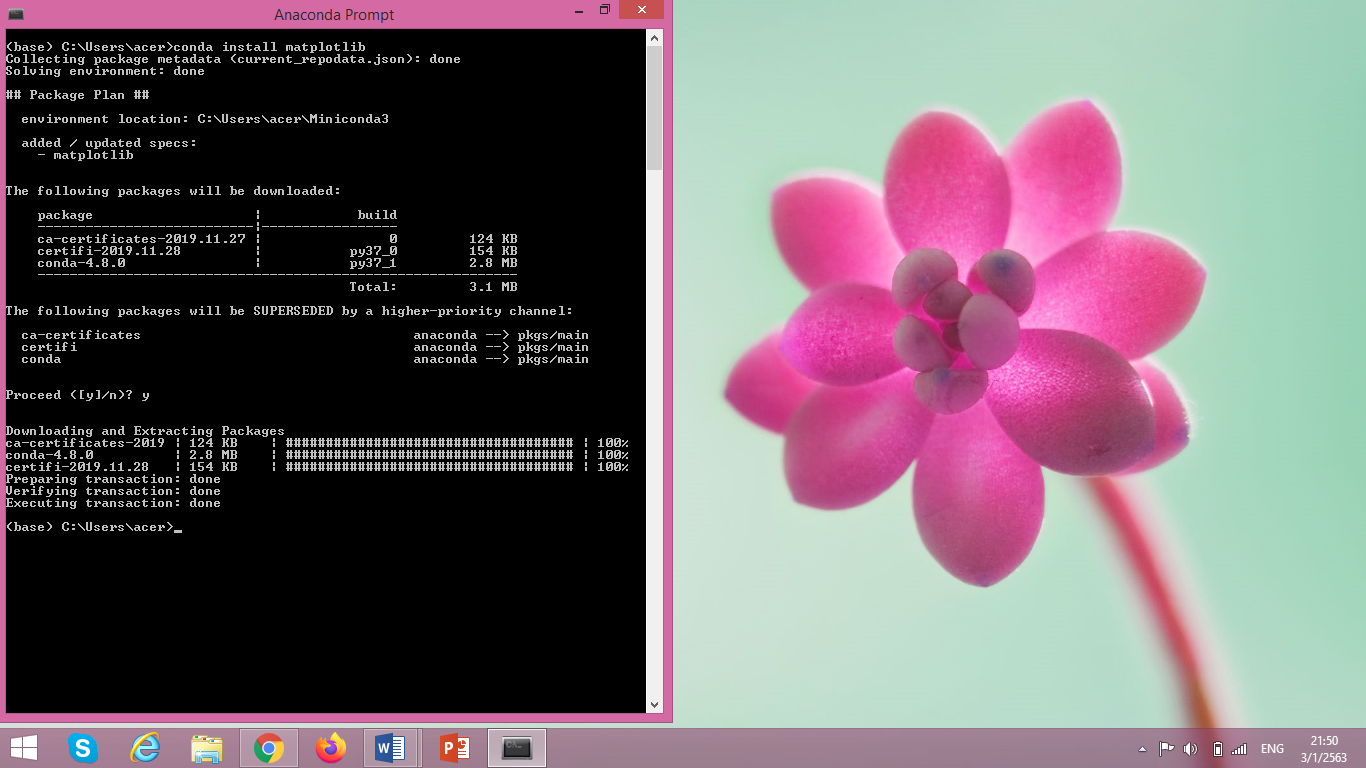 Anaconda Prompt
(base) C:\Users\acer>conda install matplotlib
Collecting package metadata (current_repodata.json): done
Solving environment: done
## Package Plan ##
environment location: C:\Users\acer\Miniconda3
added / updated specs:
- matplotlib
The following packages will be downloaded:
package | build
---------------------------|-----------------
ca-certificates-2019.11.27 | 0 124 KB
certifi-2019.11.28 | py37_0 154 KB
conda-4.8.0 | py37_1 2.8 MB
------------------------------------------------------------
Total: 3.1 MB
The following packages will be SUPERSEDED by a higher-priority channel:
ca-certificates anaconda --> pkgs/main
certifi anaconda --> pkgs/main
conda anaconda --> pkgs/main
Proceed ([y]/n)? y
Downloading and Extracting Packages
ca-certificates-2019 | 124 KB | #################################### | 100%
conda-4.8.0 | 2.8 MB | #################################### | 100%
certifi-2019.11.28 | 154 KB | #################################### | 100%
Preparing transaction: done
Verifying transaction: done
Executing transaction: done
(base) C:\Users\acer>_
ENG
21:50
3/1/2563